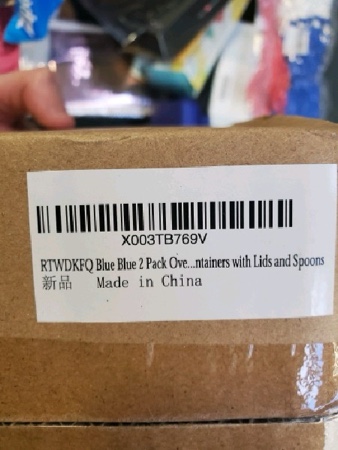 X003TB769V
RTWDKFQ Blue Blue 2 Pack Ove...ntainers with Lids and Spoons
新品 Made in China